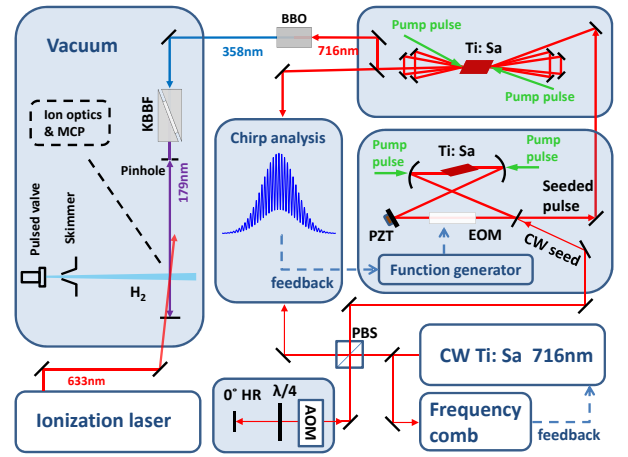 Vacuum
Ion optics
& MCP
KBBF
Pinhole
179nm
Pulsed valve
Skimmer
H₂
633nm
Ionization laser
358nm
BBO
716nm
Chirp analysis
feedback
Pump pulse
Ti: Sa
Pump pulse
Pump
pulse
Ti: Sa
Pump
pulse
Seeded
pulse
PZT
EOM
CW seed
Function generator
PBS
CW Ti: Sa 716nm
0° HR
λ/4
AOM
Frequency
comb
feedback